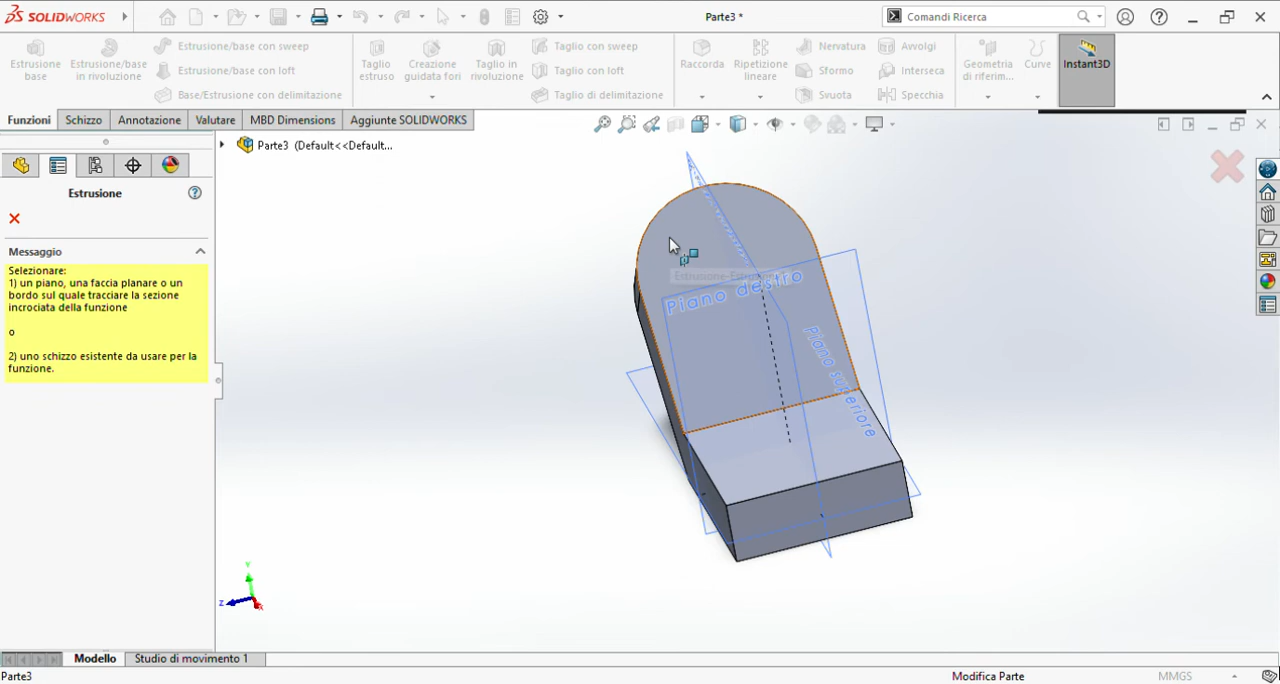 SOLIDWORKS
Parte3 *
Comandi Ricerca
Estrusione base
Estrusione/base in rivoluzione
Estrusione/base con sweep
Estrusione/base con loft
Base/Estrusione con delimitazione
Taglio estruso
Creazione guidata fori
Taglio in rivoluzione
Taglio con sweep
Taglio con loft
Taglio di delimitazione
Raccorda
Ripetizione lineare
Nervatura
Sformo
Svuota
Avvolgi
Interseca
Specchia
Geometria di riferim...
Curve
Instant3D
Funzioni
Schizzo
Annotazione
Valutare
MBD Dimensions
Aggiunte SOLIDWORKS
Parte3 (Default<<Default...
Estrusione
Messaggio
Selezionare:
1) un piano, una faccia planare o un
bordo sul quale tracciare la sezione
incrociata della funzione
o
2) uno schizzo esistente da usare per la
funzione.
Piano destro
Piano superiore
Y
Z
X
Modello
Studio di movimento 1
Parte3
Modifica Parte
MMGS